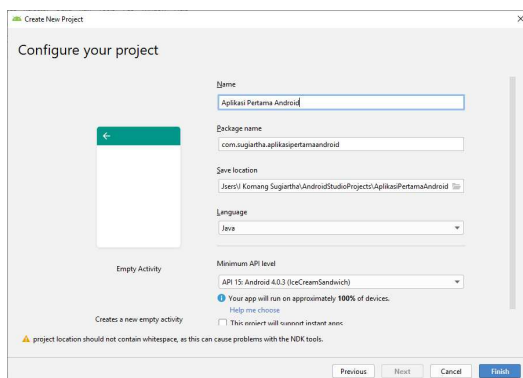 Create New Project
Configure your project
Name
Aplikasi Pertama Android
Package name
com.sugiartha.aplikasipertamaandroid
Save location
Jsers\I Komang Sugiartha\AndroidStudioProjects\AplikasiPertamaAndroid
Language
Java
Empty Activity
Minimum API level
API 15: Android 4.0.3 (IceCreamSandwich)
Your app will run on approximately 100% of devices.
Help me choose
Creates a new empty activity
This project will support instant apps
project location should not contain whitespace, as this can cause problems with the NDK tools.
Previous
Next
Cancel
Finish